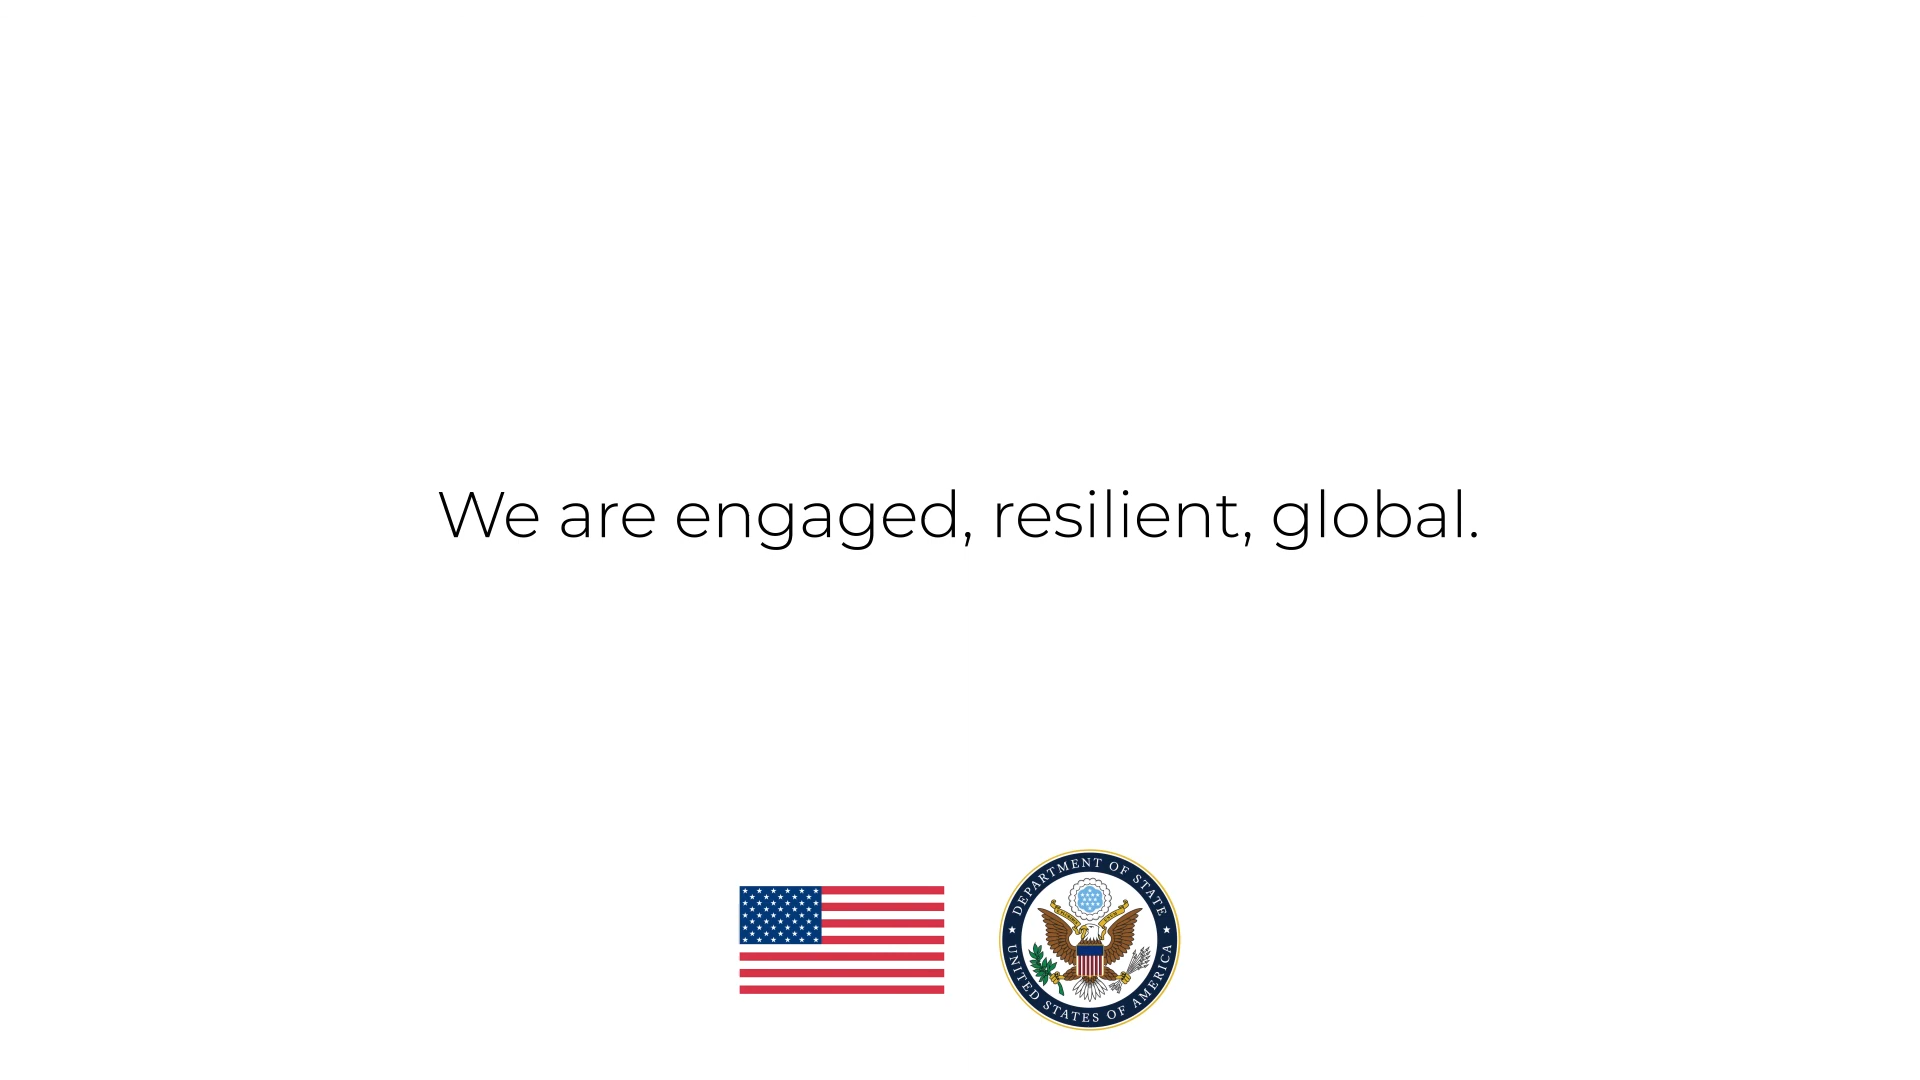 We are engaged, resilient, global.
DEPARTMENT OF STATE
UNITED STATES OF AMERICA